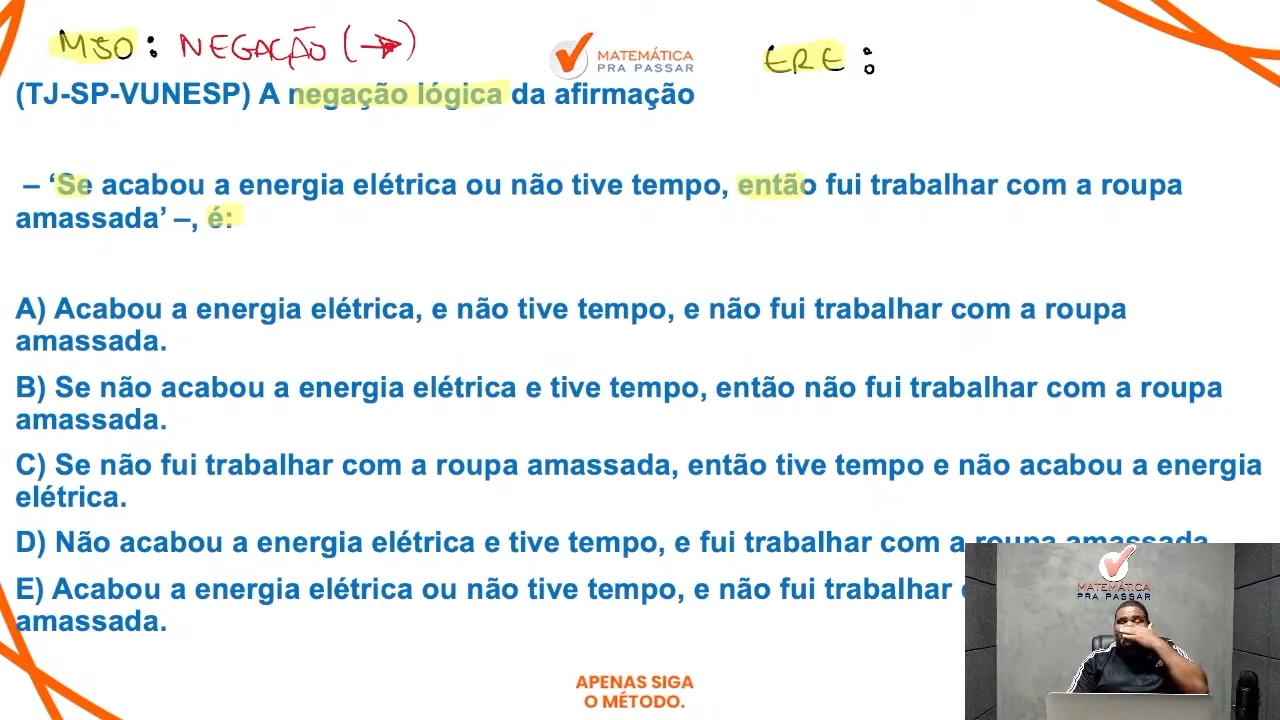 MJO : NEGAÇÃO (→)
MATEMÁTICA
PRA PASSAR
ERE :
(TJ-SP-VUNESP) A negação lógica da afirmação
– ‘Se acabou a energia elétrica ou não tive tempo, então fui trabalhar com a roupa
amassada’ –, é:
A) Acabou a energia elétrica, e não tive tempo, e não fui trabalhar com a roupa
amassada.
B) Se não acabou a energia elétrica e tive tempo, então não fui trabalhar com a roupa
amassada.
C) Se não fui trabalhar com a roupa amassada, então tive tempo e não acabou a energia
elétrica.
D) Não acabou a energia elétrica e tive tempo, e fui trabalhar com a roupa amassada
E) Acabou a energia elétrica ou não tive tempo, e não fui trabalhar
amassada.
MATEMÁTICA
PRA PASSAR
APENAS SIGA
O MÉTODO.